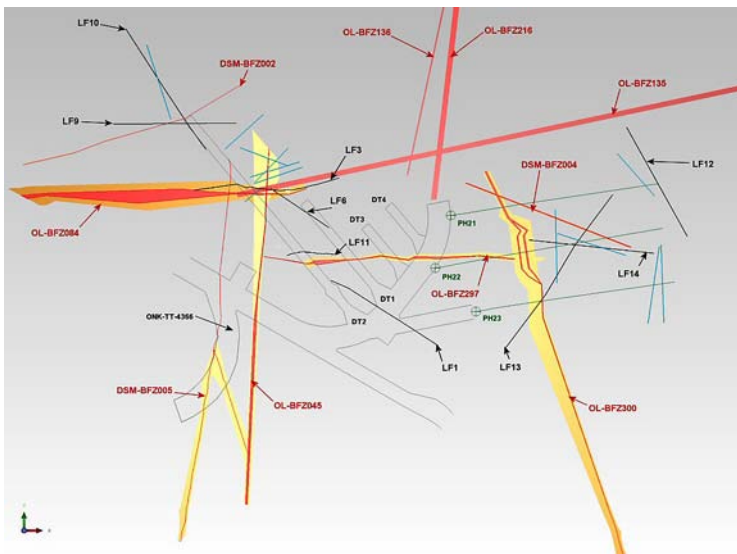 LF10
OL-BFZ136
OL-BFZ216
DSM-BFZ002
OL-BFZ135
LF9
LF3
LF12
DSM-BFZ004
LF6
DT4
DT3
PH21
OL-BFZ084
LF11
PH22
LF14
OL-BFZ297
DT1
ONK-TT-4366
DT2
PH23
LF1
LF13
DSM-BFZ005
OL-BFZ045
OL-BFZ300